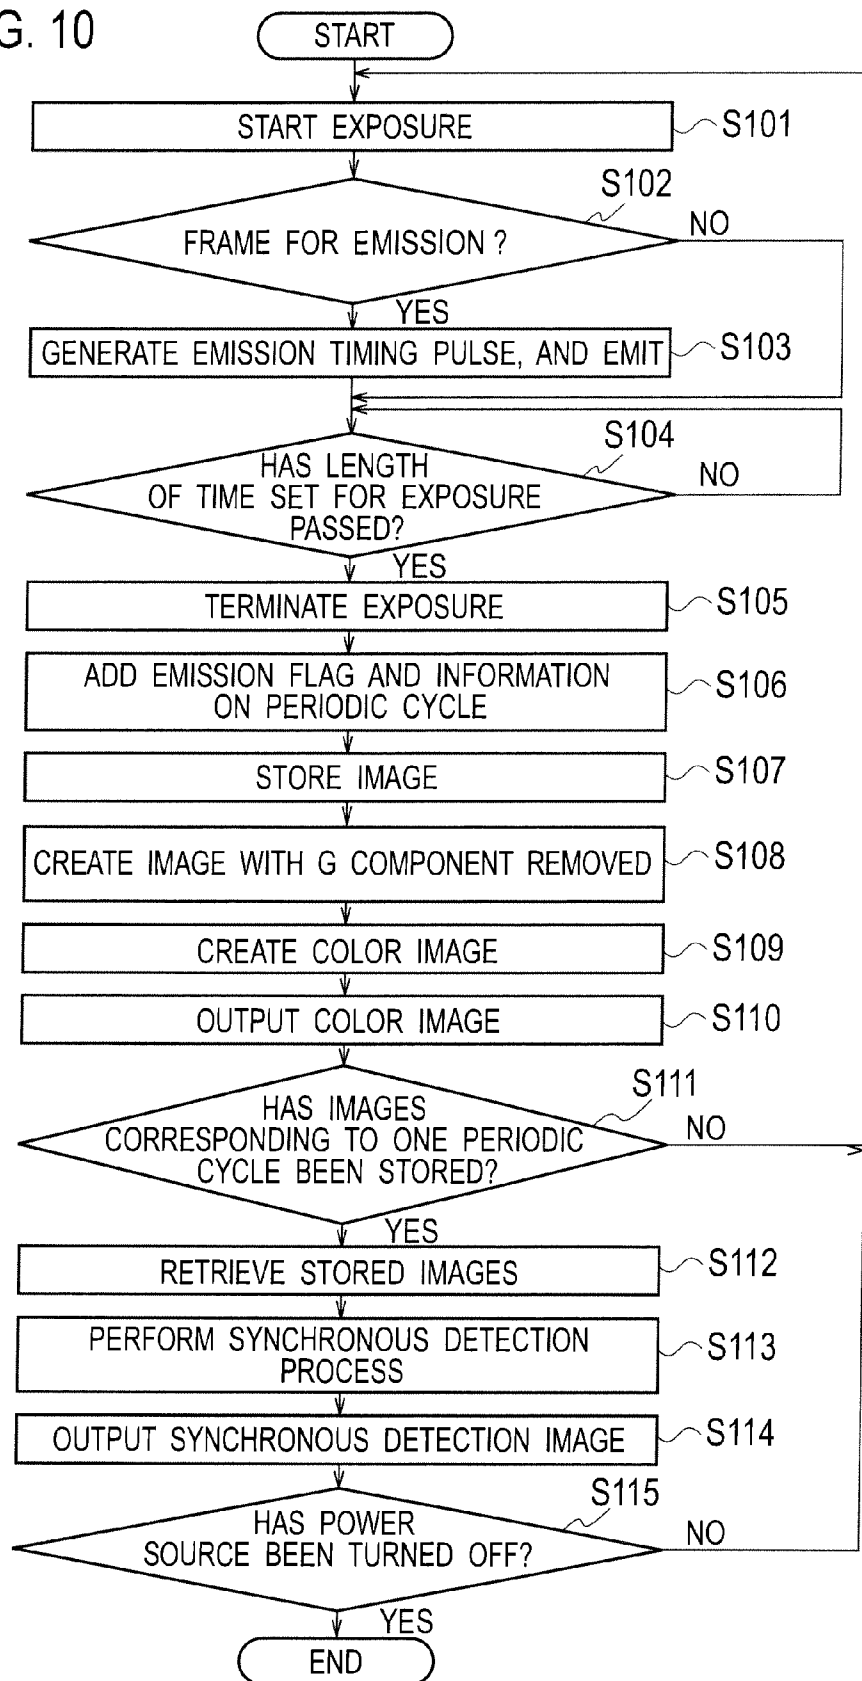 G. 10
START
START EXPOSURE
S101
S102
FRAME FOR EMISSION ?
NO
YES
GENERATE EMISSION TIMING PULSE, AND EMIT
S103
S104
HAS LENGTH
OF TIME SET FOR EXPOSURE
PASSED?
NO
YES
TERMINATE EXPOSURE
S105
ADD EMISSION FLAG AND INFORMATION
ON PERIODIC CYCLE
S106
STORE IMAGE
S107
CREATE IMAGE WITH G COMPONENT REMOVED
S108
CREATE COLOR IMAGE
S109
OUTPUT COLOR IMAGE
S110
S111
HAS IMAGES
CORRESPONDING TO ONE PERIODIC
CYCLE BEEN STORED?
NO
YES
RETRIEVE STORED IMAGES
S112
PERFORM SYNCHRONOUS DETECTION
PROCESS
S113
OUTPUT SYNCHRONOUS DETECTION IMAGE
S114
S115
HAS POWER
SOURCE BEEN TURNED OFF?
NO
YES
END